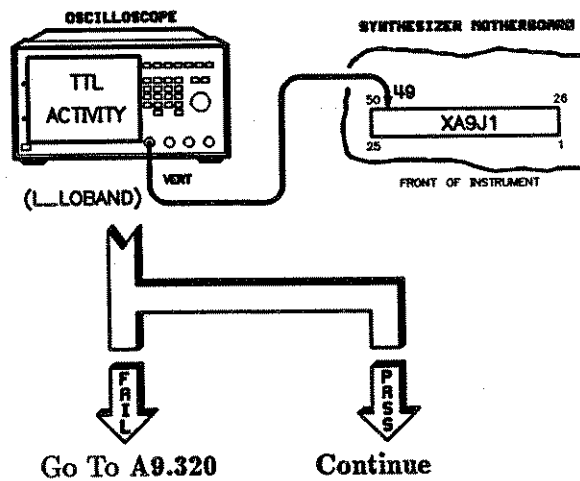 OSCILLOSCOPE
SYNTHESIZER MOTHERBOARD
TTL
ACTIVITY
49
50
26
XA9J1
25
1
VERT
FRONT OF INSTRUMENT
(L_LOBAND)
FAIL
PASS
Go To A9.320
Continue